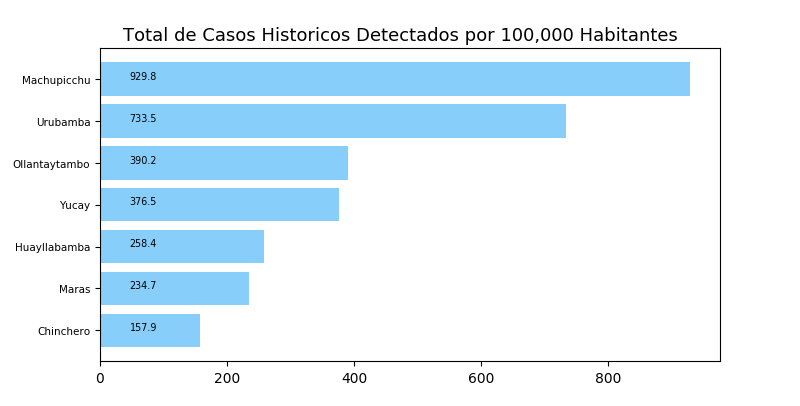 Total de Casos Historicos Detectados por 100,000 Habitantes
Machupicchu 929.8
Urubamba 733.5
Ollantaytambo 390.2
Yucay 376.5
Huayllabamba 258.4
Maras 234.7
Chinchero 157.9
0 200 400 600 800